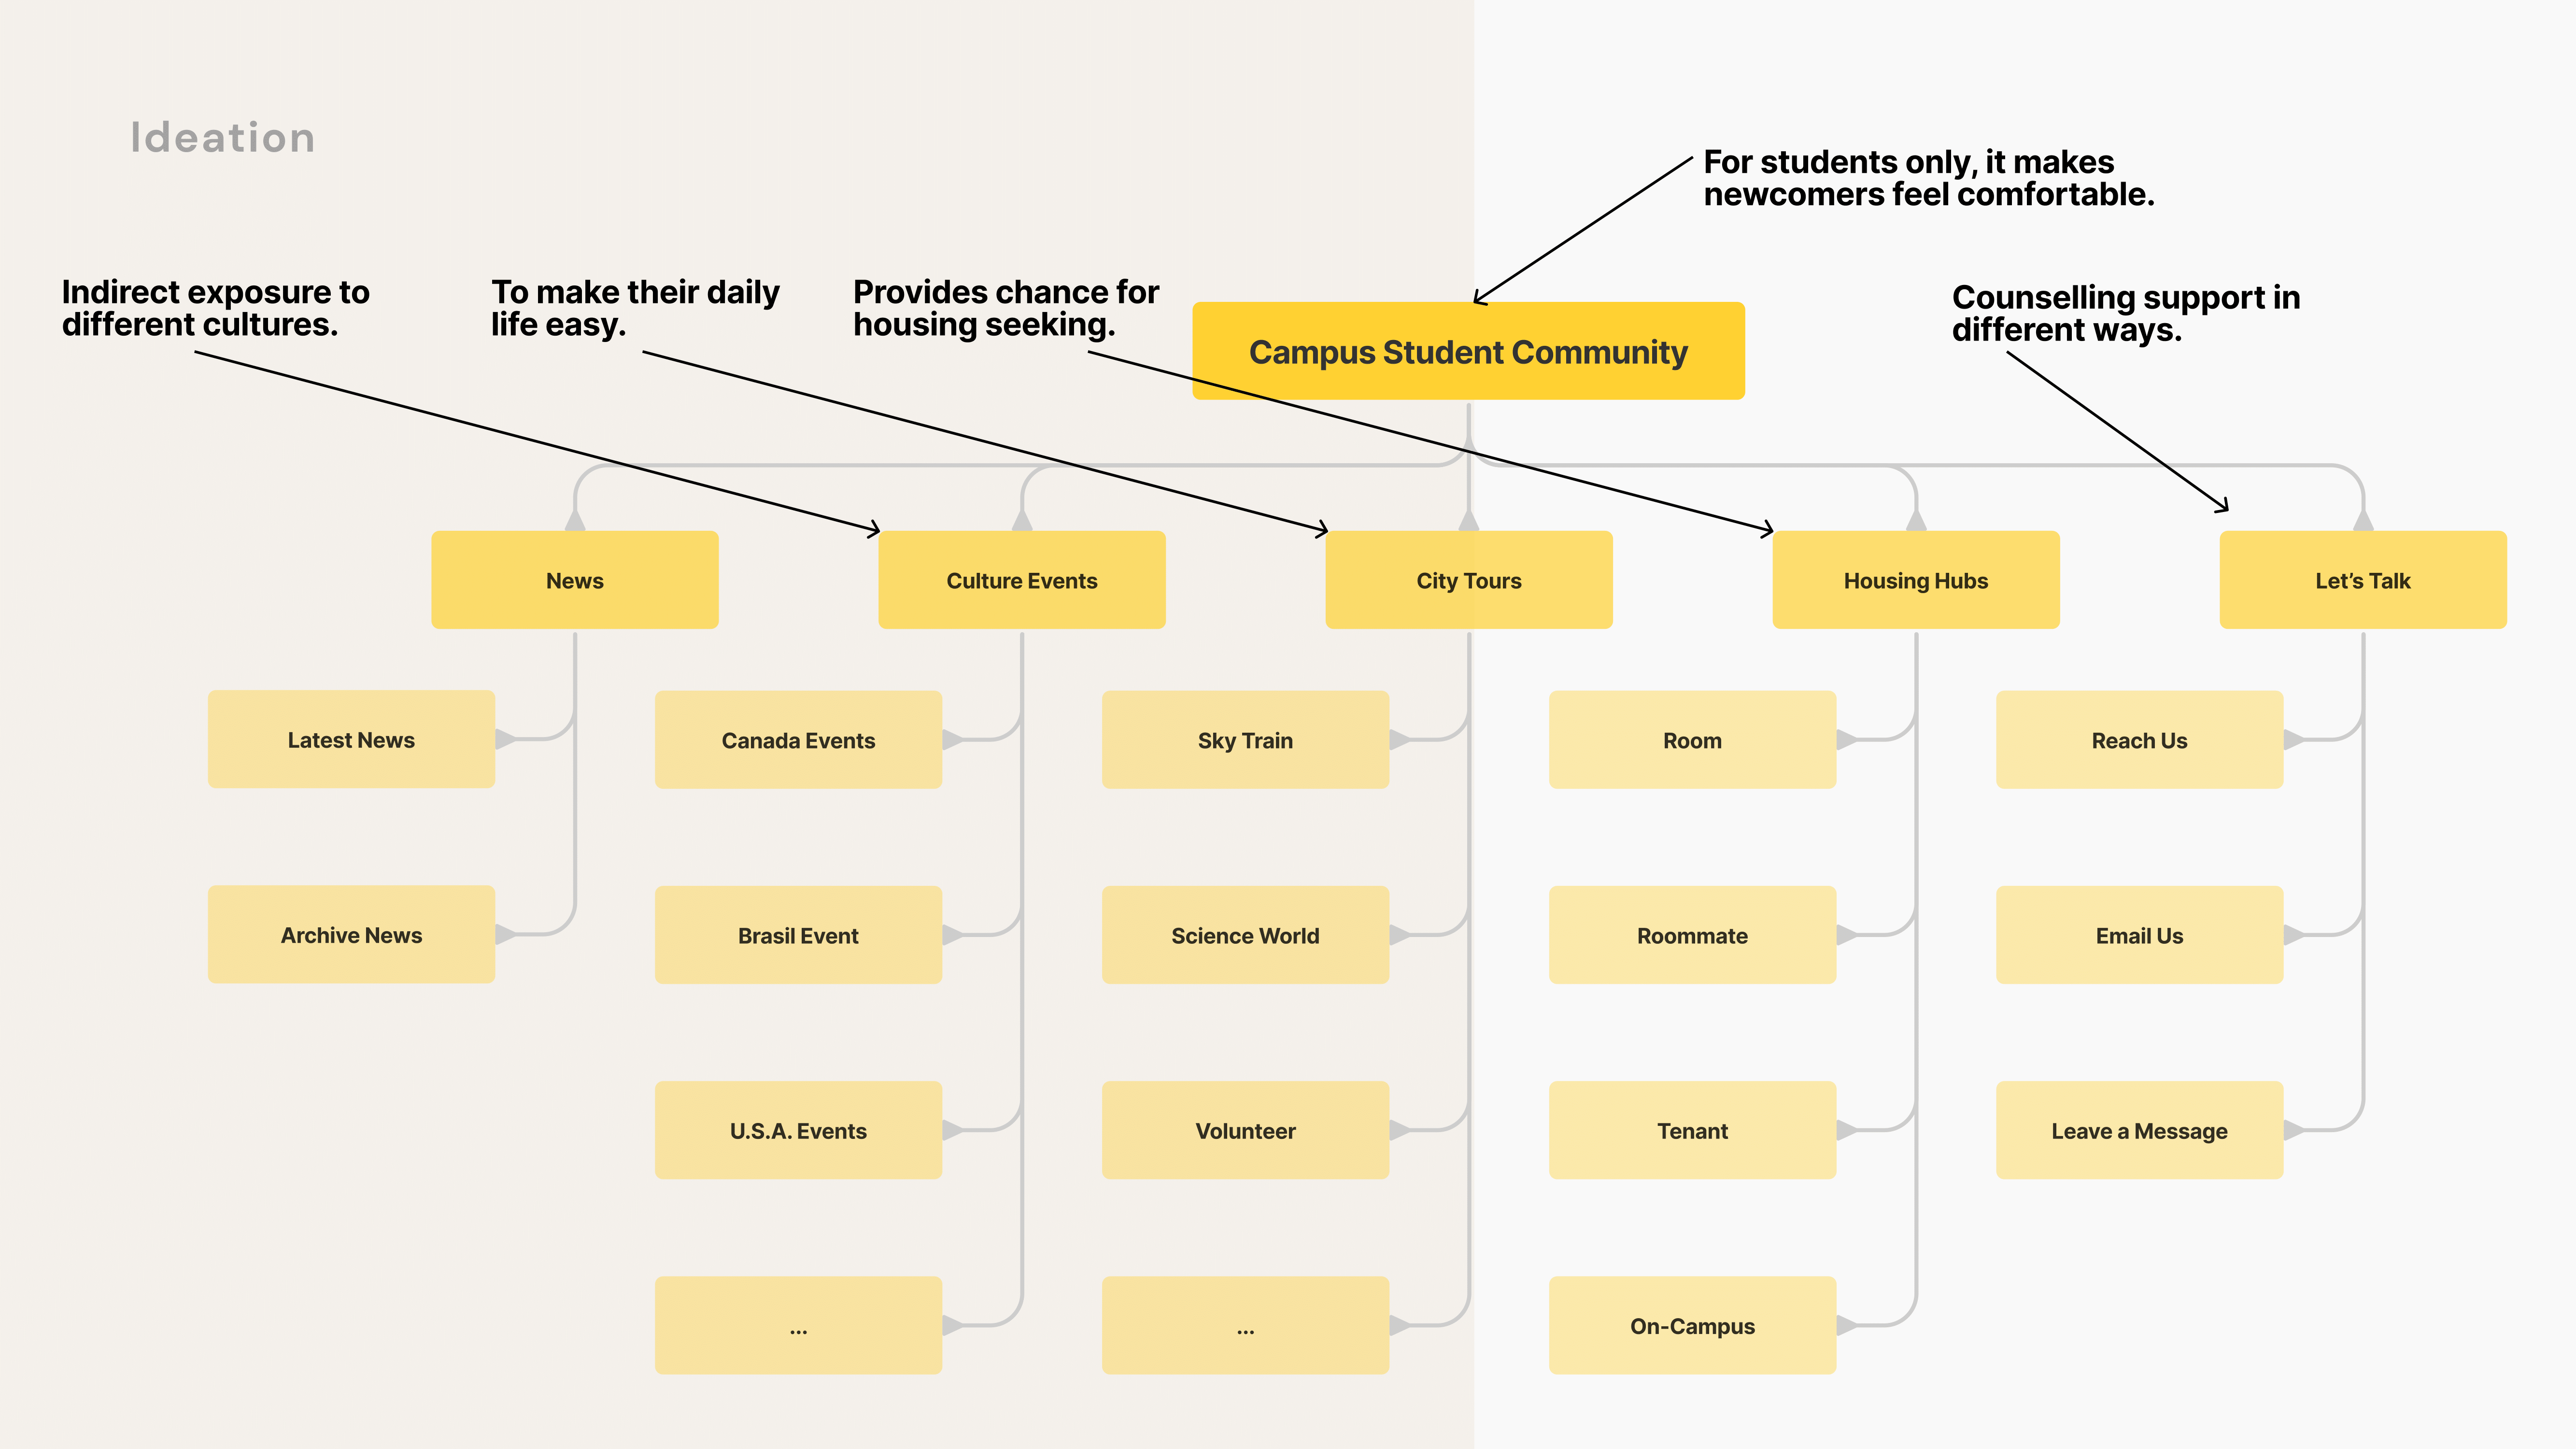 Ideation
For students only, it makes
newcomers feel comfortable.
Indirect exposure to
different cultures.
To make their daily
life easy.
Provides chance for
housing seeking.
Counselling support in
different ways.
Campus Student Community
News
Culture Events
City Tours
Housing Hubs
Let’s Talk
Latest News
Canada Events
Sky Train
Room
Reach Us
Archive News
Brasil Event
Science World
Roommate
Email Us
U.S.A. Events
Volunteer
Tenant
Leave a Message
...
...
On-Campus